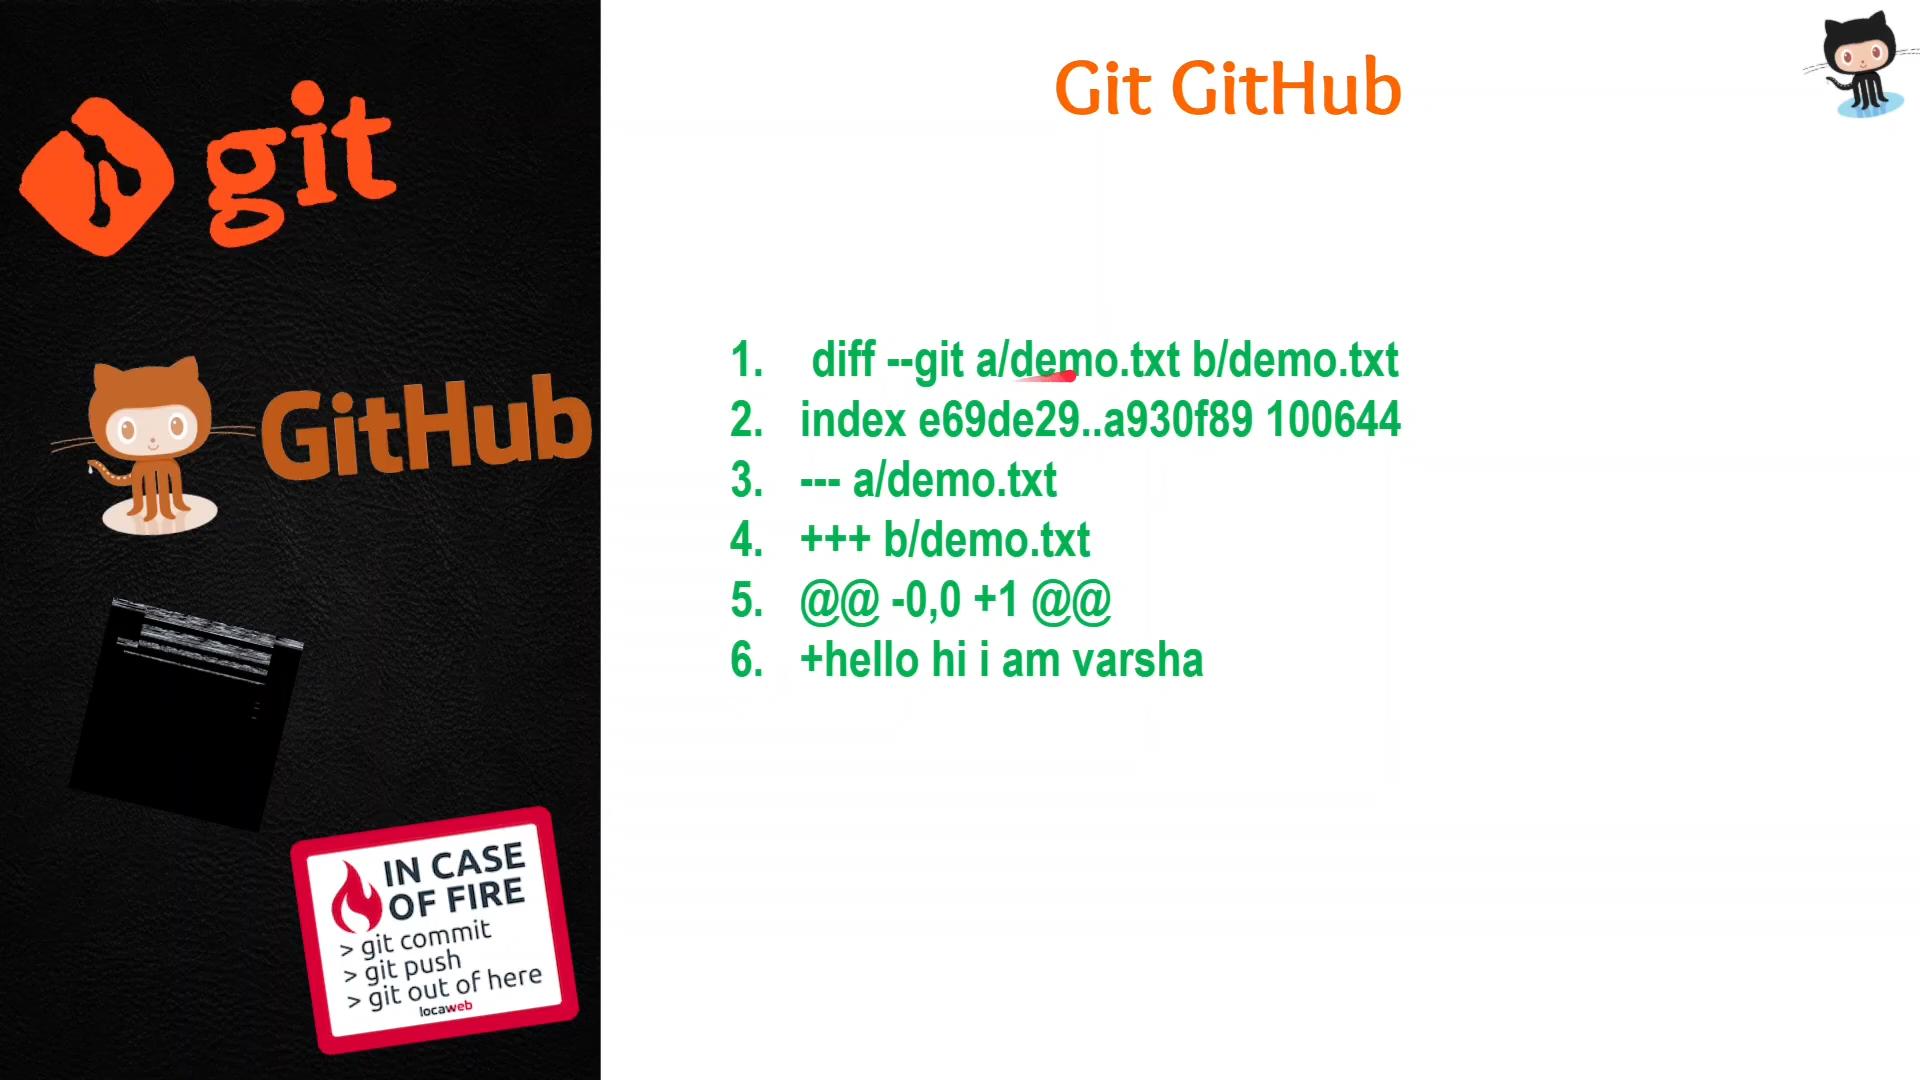 git
GitHub
IN CASE
OF FIRE
> git commit
> git push
> git out of here
locaweb
Git GitHub
1. diff --git a/demo.txt b/demo.txt
2. index e69de29..a930f89 100644
3. --- a/demo.txt
4. +++ b/demo.txt
5. @@ -0,0 +1 @@
6. +hello hi i am varsha